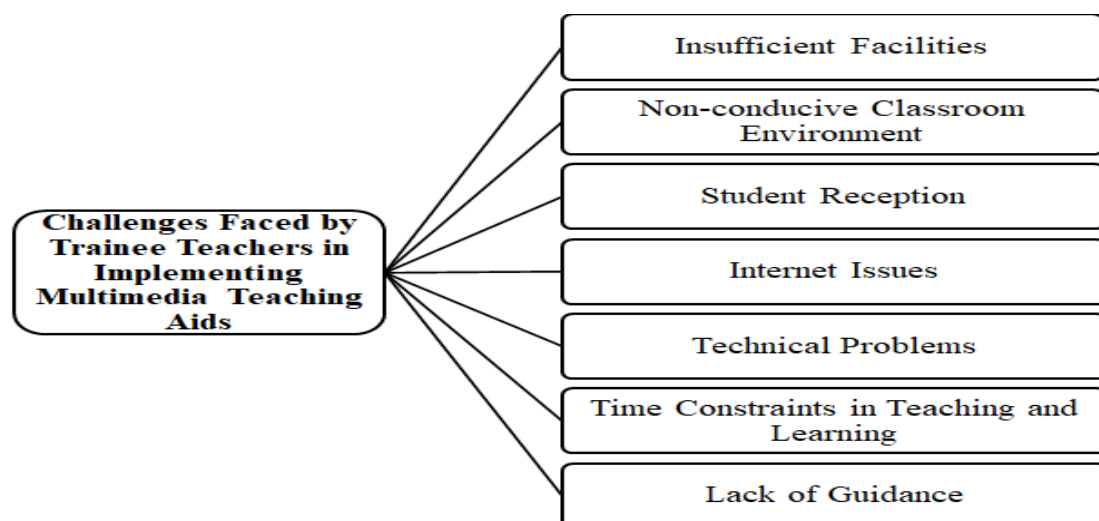 Challenges Faced by
Trainee Teachers in
Implementing
Multimedia Teaching
Aids
Insufficient Facilities
Non-conducive Classroom
Environment
Student Reception
Internet Issues
Technical Problems
Time Constraints in Teaching and
Learning
Lack of Guidance